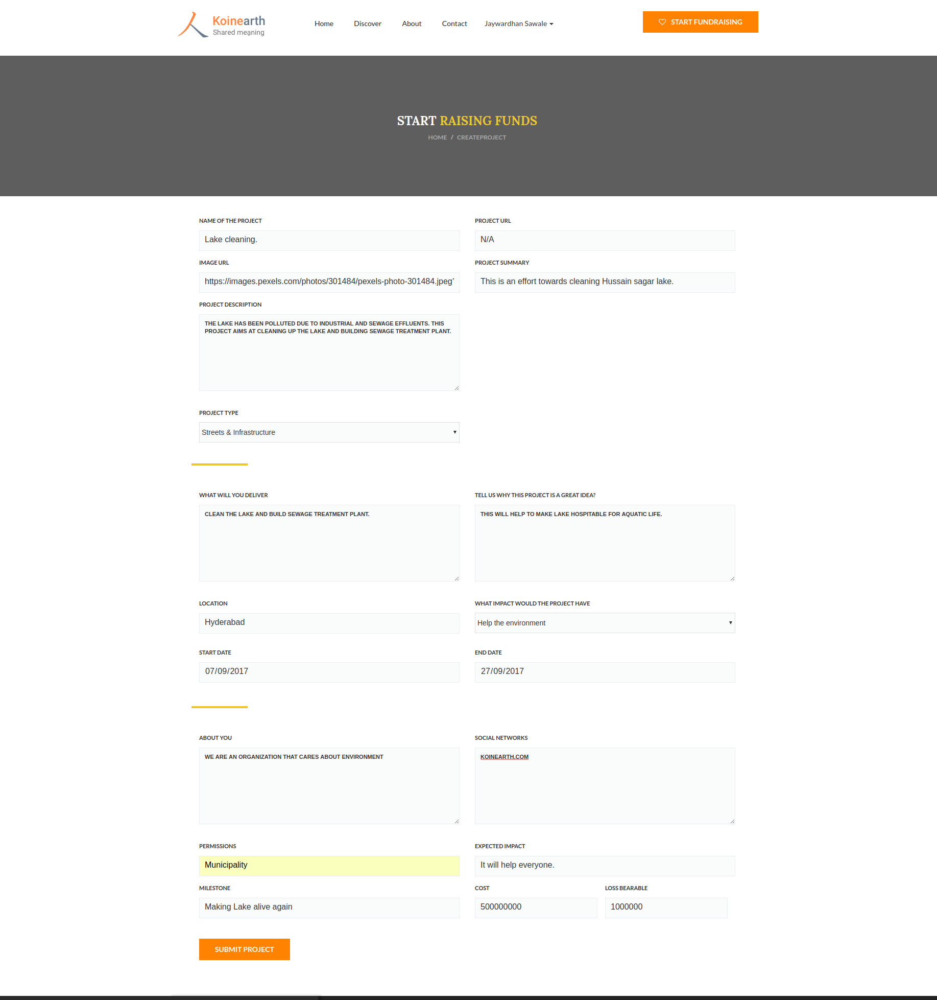 Koinearth
Shared meaning
Home Discover About Contact Jaywardhan Sawale
START FUNDRAISING
START RAISING FUNDS
HOME / CREATEPROJECT
NAME OF THE PROJECT
Lake cleaning.
PROJECT URL
N/A
IMAGE URL
https://images.pexels.com/photos/301484/pexels-photo-301484.jpeg?
PROJECT SUMMARY
This is an effort towards cleaning Hussain sagar lake.
PROJECT DESCRIPTION
THE LAKE HAS BEEN POLLUTED DUE TO INDUSTRIAL AND SEWAGE EFFLUENTS. THIS
PROJECT AIMS AT CLEANING UP THE LAKE AND BUILDING SEWAGE TREATMENT PLANT.
PROJECT TYPE
Streets & Infrastructure
WHAT WILL YOU DELIVER
CLEAN THE LAKE AND BUILD SEWAGE TREATMENT PLANT.
TELL US WHY THIS PROJECT IS A GREAT IDEA?
THIS WILL HELP TO MAKE LAKE HOSPITABLE FOR AQUATIC LIFE.
LOCATION
Hyderabad
WHAT IMPACT WOULD THE PROJECT HAVE
Help the environment
START DATE
07/09/2017
END DATE
27/09/2017
ABOUT YOU
WE ARE AN ORGANIZATION THAT CARES ABOUT ENVIRONMENT
SOCIAL NETWORKS
KOINEARTH.COM
PERMISSIONS
Municipality
EXPECTED IMPACT
It will help everyone.
MILESTONE
Making Lake alive again
COST
500000000
LOSS BEARABLE
1000000
SUBMIT PROJECT